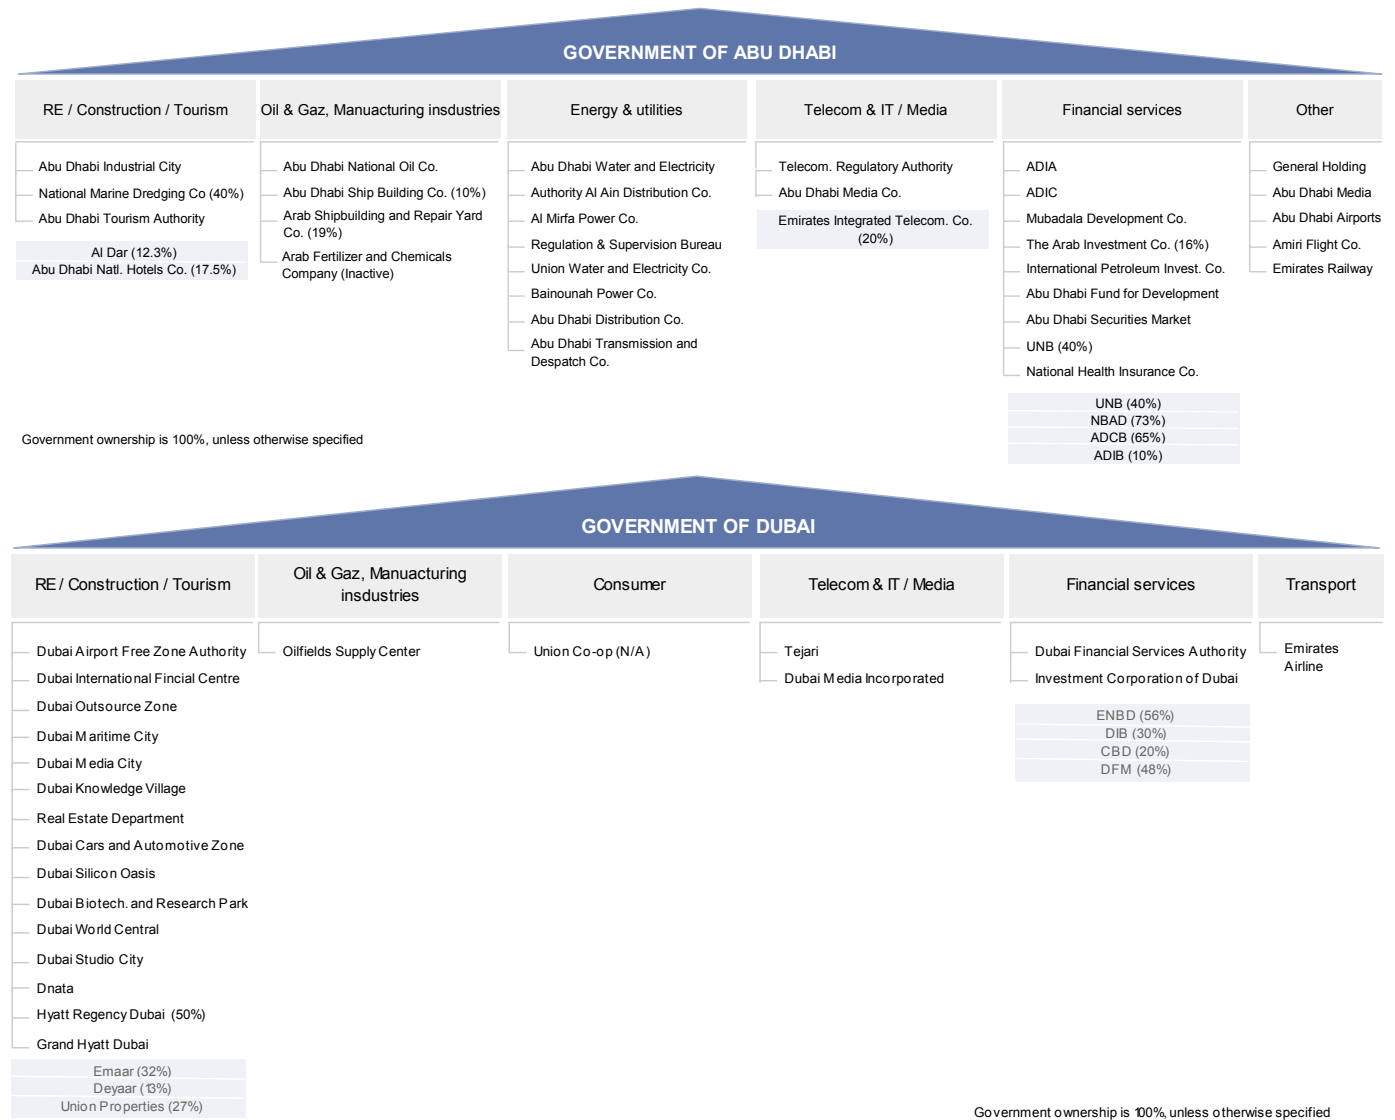 GOVERNMENT OF ABU DHABI
RE / Construction / Tourism
Abu Dhabi Industrial City
National Marine Dredging Co (40%)
Abu Dhabi Tourism Authority
Al Dar (12.3%)
Abu Dhabi Natl. Hotels Co. (17.5%)
Oil & Gaz, Manuacturing insdustries
Abu Dhabi National Oil Co.
Abu Dhabi Ship Building Co. (10%)
Arab Shipbuilding and Repair Yard
Co. (19%)
Arab Fertilizer and Chemicals
Company (Inactive)
Energy & utilities
Abu Dhabi Water and Electricity
Authority Al Ain Distribution Co.
Al Mirfa Power Co.
Regulation & Supervision Bureau
Union Water and Electricity Co.
Bainounah Power Co.
Abu Dhabi Distribution Co.
Abu Dhabi Transmission and
Despatch Co.
Telecom & IT / Media
Telecom. Regulatory Authority
Abu Dhabi Media Co.
Emirates Integrated Telecom. Co.
(20%)
Financial services
ADIA
ADIC
Mubadala Development Co.
The Arab Investment Co. (16%)
International Petroleum Invest. Co.
Abu Dhabi Fund for Development
Abu Dhabi Securities Market
UNB (40%)
National Health Insurance Co.
UNB (40%)
NBAD (73%)
ADCB (65%)
ADIB (10%)
Other
General Holding
Abu Dhabi Media
Abu Dhabi Airports
Amiri Flight Co.
Emirates Railway
Government ownership is 100%, unless otherwise specified
GOVERNMENT OF DUBAI
RE / Construction / Tourism
Dubai Airport Free Zone Authority
Dubai International Fincial Centre
Dubai Outsource Zone
Dubai Maritime City
Dubai Media City
Dubai Knowledge Village
Real Estate Department
Dubai Cars and Automotive Zone
Dubai Silicon Oasis
Dubai Biotech. and Research Park
Dubai World Central
Dubai Studio City
Dnata
Hyatt Regency Dubai (50%)
Grand Hyatt Dubai
Emaar (32%)
Deyaar (13%)
Union Properties (27%)
Oil & Gaz, Manuacturing
insdustries
Oilfields Supply Center
Consumer
Union Co-op (N/A)
Telecom & IT / Media
Tejari
Dubai Media Incorporated
Financial services
Dubai Financial Services Authority
Investment Corporation of Dubai
ENBD (56%)
DIB (30%)
CBD (20%)
DFM (48%)
Transport
Emirates
Airline
Government ownership is 100%, unless otherwise specified